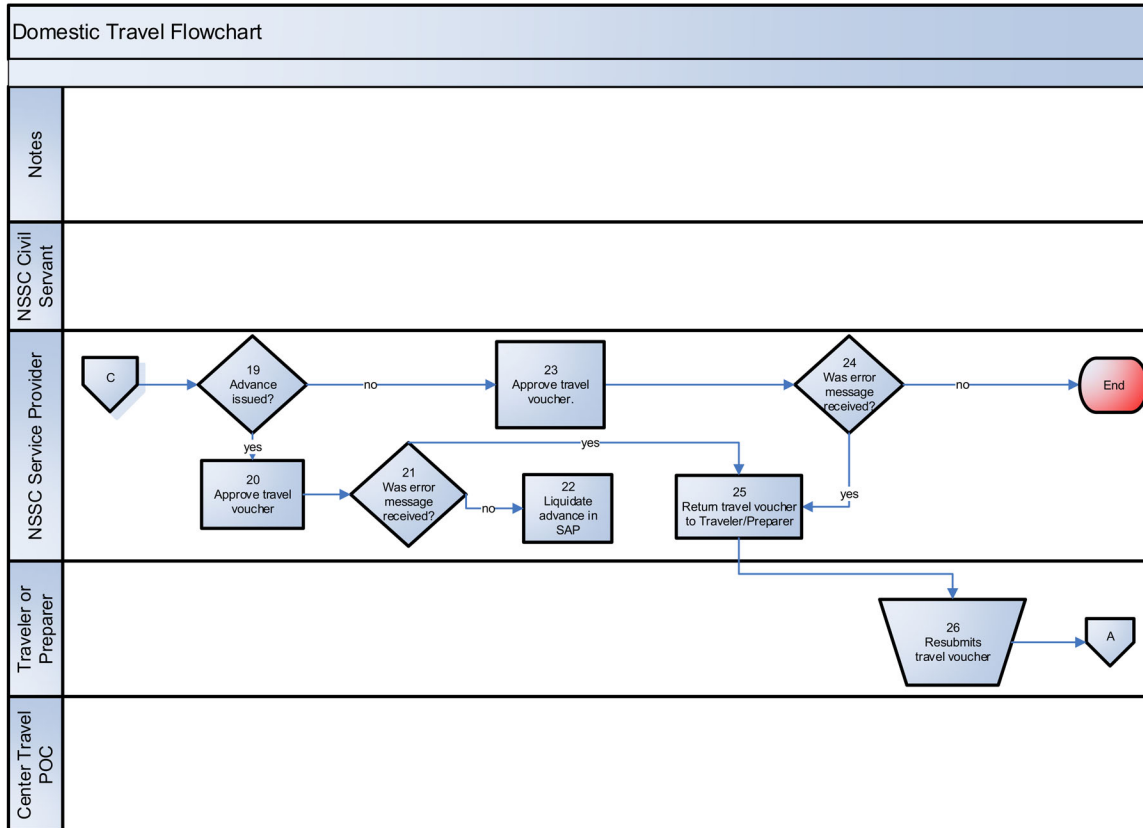 Domestic Travel Flowchart
Notes
NSSC Civil
Servant
NSSC Service Provider
C
19
Advance
issued?
no
23
Approve travel
voucher.
24
Was error
message
received?
no
End
yes
20
Approve travel
voucher
21
Was error
message
received?
yes
no
22
Liquidate
advance in
SAP
25
Return travel voucher
to Traveler/Preparer
yes
Traveler or
Preparer
26
Resubmits
travel voucher
A
Center Travel
POC